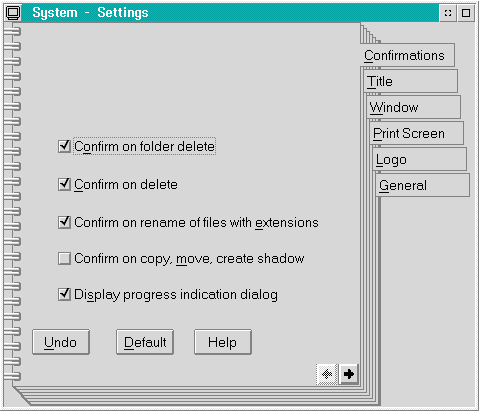 System - Settings
Confirmations
Title
Window
Print Screen
Logo
General
Confirm on folder delete
Confirm on delete
Confirm on rename of files with extensions
Confirm on copy, move, create shadow
Display progress indication dialog
Undo Default Help